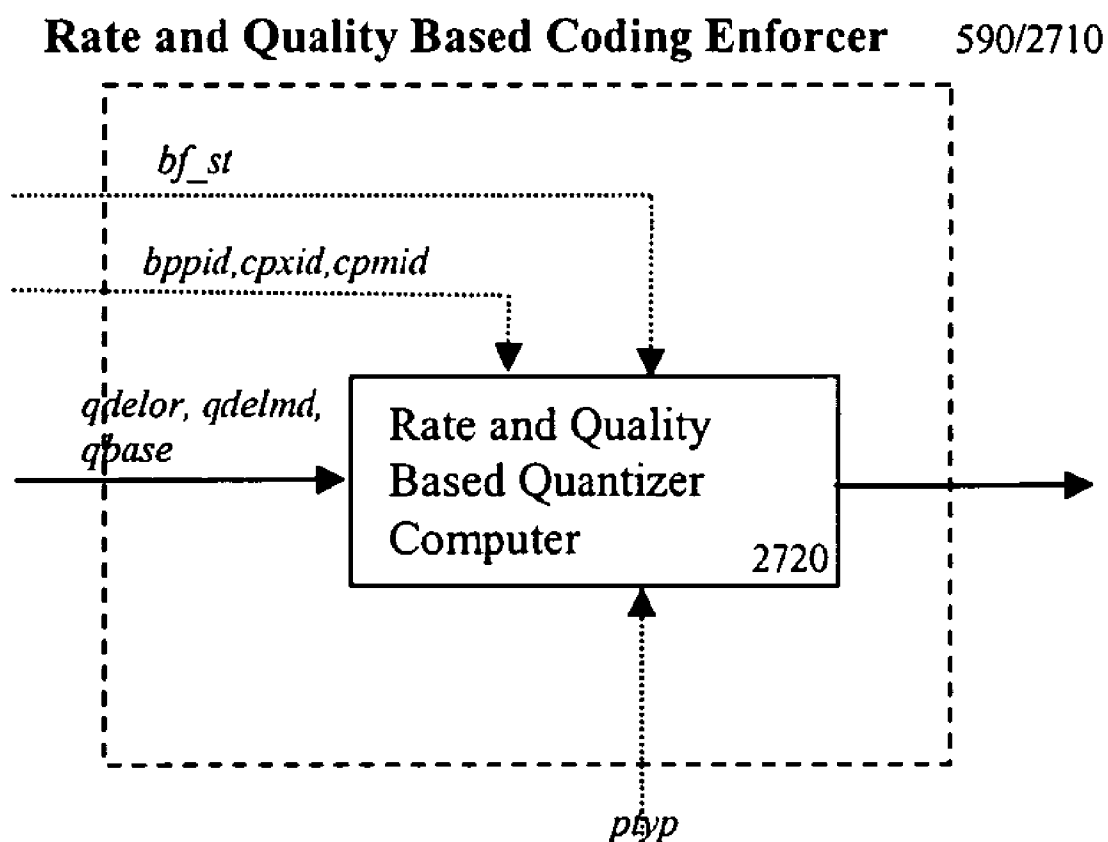 Rate and Quality Based Coding Enforcer 590/2710
bf_st
bppid,cpxid,cpmid
qdelor, qdelmd,
qbase
Rate and Quality
Based Quantizer
Computer
2720
ptyp